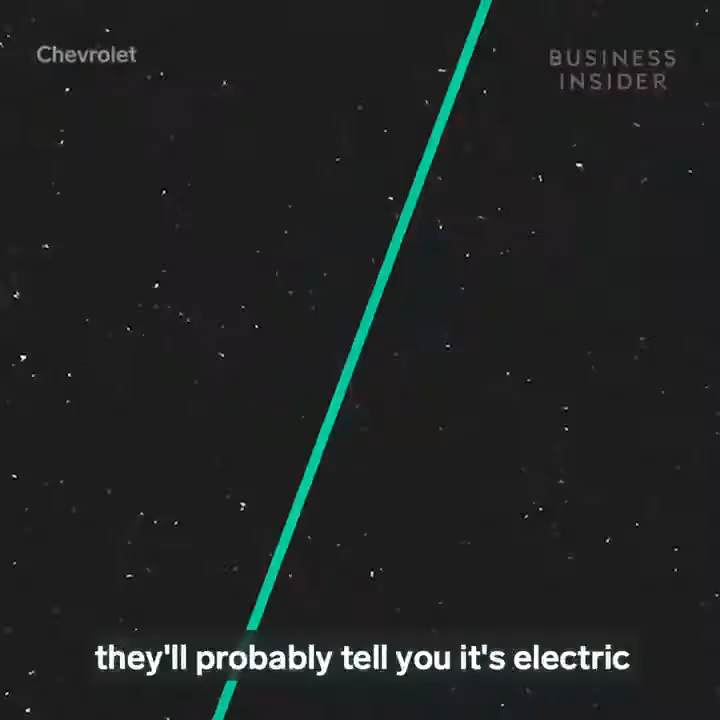 Chevrolet
BUSINESS
INSIDER
they'll probably tell you it's electric